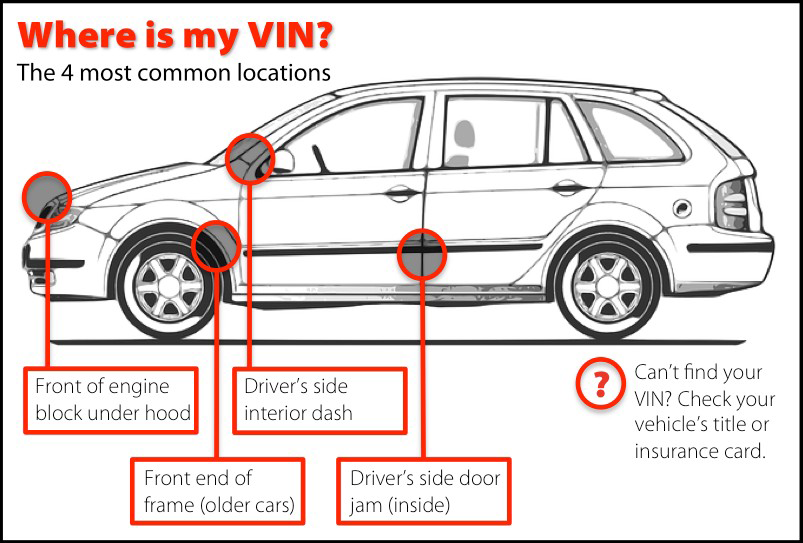 Where is my VIN?
The 4 most common locations
Front of engine
block under hood
Driver's side
interior dash
?
Can't find your
VIN? Check your
vehicle's title or
insurance card.
Front end of
frame (older cars)
Driver's side door
jam (inside)